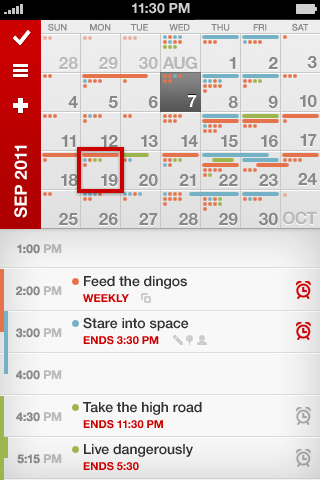 11:30 PM
SUN MON TUE WED THU FRI SAT
28 29 30 AUG 1 2 3
4 5 6 7 8 9 10
11 12 13 14 15 16 17
18 19 20 21 22 23 24
25 26 27 28 29 30 OCT
SEP 2011
1:00 PM
2:00 PM Feed the dingos
WEEKLY
3:00 PM Stare into space
ENDS 3:30 PM
4:00 PM
4:30 PM Take the high road
ENDS 11:30 PM
5:15 PM Live dangerously
ENDS 5:30